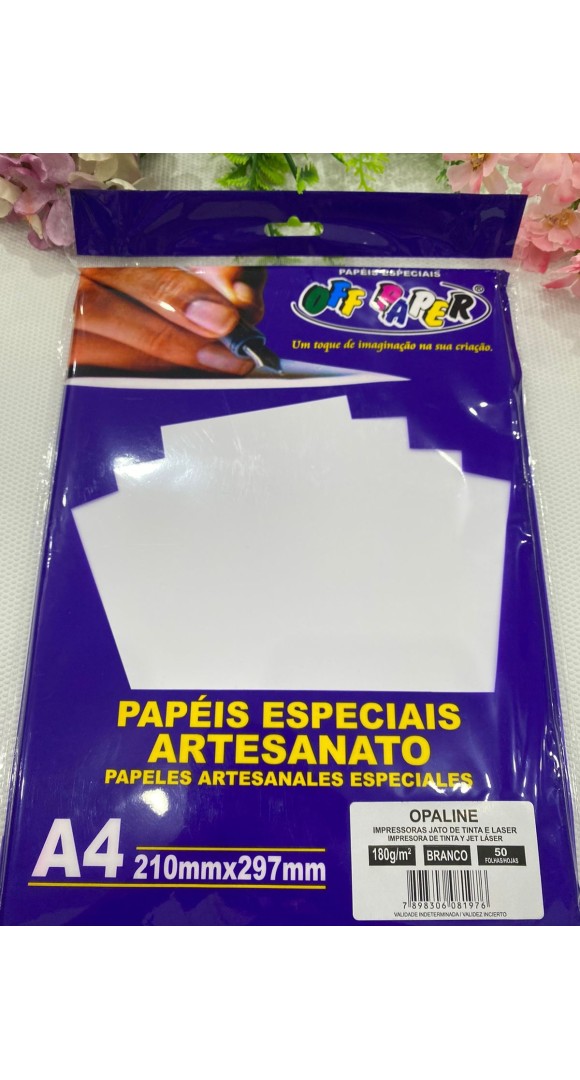 PAPÉIS ESPECIAIS
OFF PAPER®
Um toque de imaginação na sua criação.
PAPÉIS ESPECIAIS
ARTESANATO
PAPELES ARTESANALES ESPECIALES
A4 210mmx297mm
OPALINE
IMPRESSORAS JATO DE TINTA E LASER
IMPRESORA DE TINTA Y JET LÁSER
180g/m² BRANCO 50
FOLHAS/HOJAS
7 898306 081976
VALIDADE INDETERMINADA / VALIDEZ INCIERTO